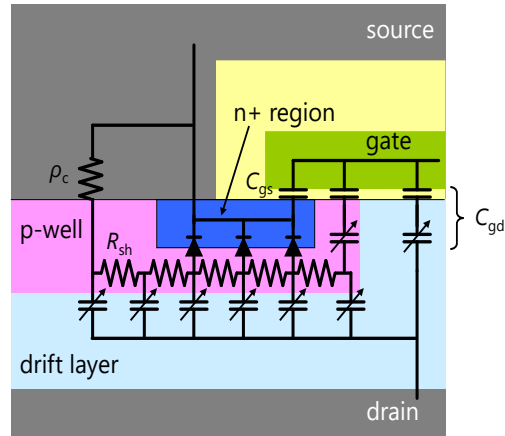 source
n+ region
gate
ρc
Cgs
Cgd
p-well
Rsh
drift layer
drain